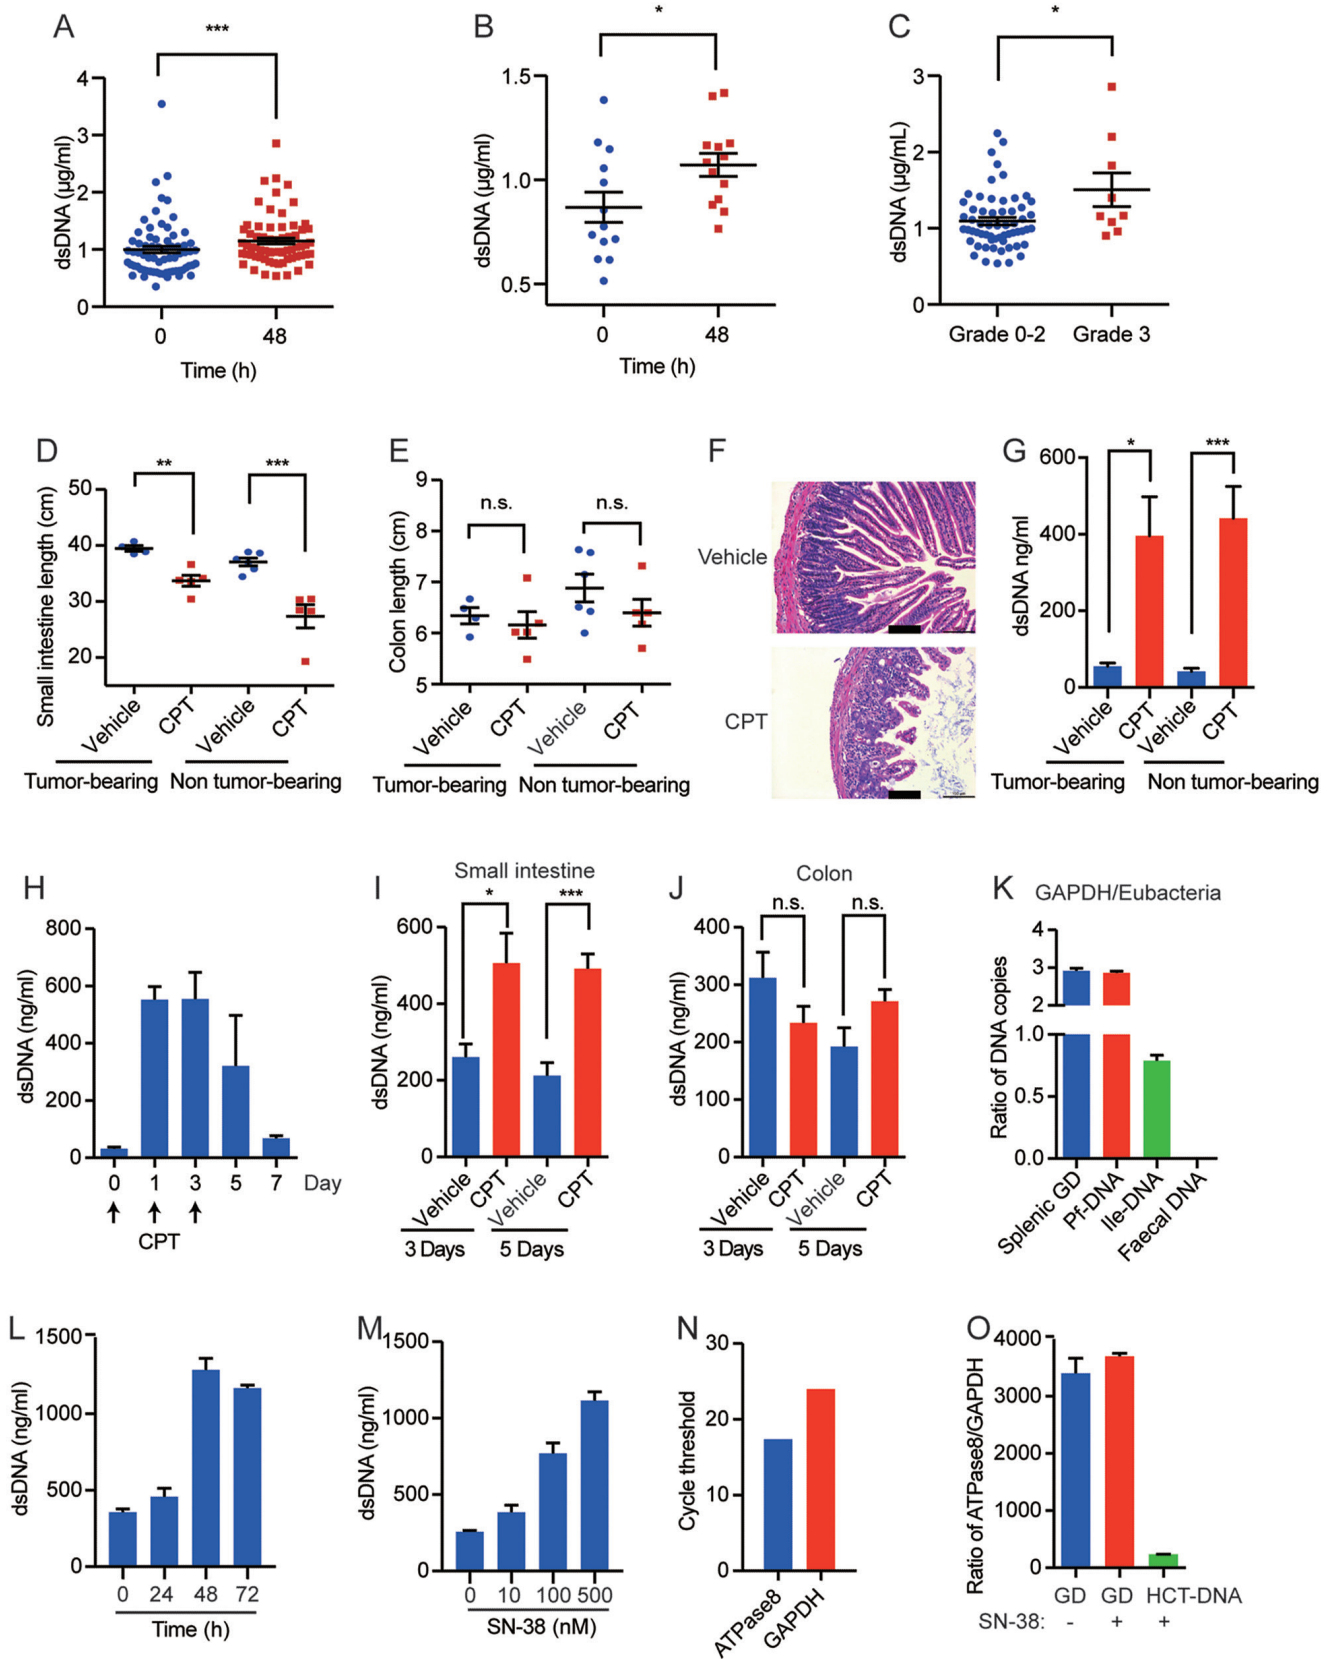 A
***
dsDNA (µg/ml)
4
3
2
1
0
0 48
Time (h)
B
*
dsDNA (µg/ml)
1.5
1.0
0.5
0 48
Time (h)
C
*
dsDNA (µg/mL)
3
2
1
0
Grade 0-2 Grade 3
D
** ***
Small intestine length (cm)
50
40
30
20
Vehicle CPT Vehicle CPT
Tumor-bearing Non tumor-bearing
E
n.s. n.s.
Colon length (cm)
9
8
7
6
5
Vehicle CPT Vehicle CPT
Tumor-bearing Non tumor-bearing
F
Vehicle
CPT
G
* ***
dsDNA ng/ml
600
400
200
0
Vehicle CPT Vehicle CPT
Tumor-bearing Non tumor-bearing
H
dsDNA (ng/ml)
800
600
400
200
0
0 1 3 5 7 Day
CPT
I
Small intestine
* ***
dsDNA (ng/ml)
600
400
200
0
Vehicle CPT Vehicle CPT
3 Days 5 Days
J
Colon
n.s. n.s.
dsDNA (ng/ml)
400
300
200
100
0
Vehicle CPT Vehicle CPT
3 Days 5 Days
K
GAPDH/Eubacteria
Ratio of DNA copies
4
3
2
1.0
0.5
0.0
Splenic GD Pf-DNA Ile-DNA Faecal DNA
L
dsDNA (ng/ml)
1500
1000
500
0
0 24 48 72
Time (h)
M
dsDNA (ng/ml)
1500
1000
500
0
0 10 100 500
SN-38 (nM)
N
Cycle threshold
30
20
10
0
ATPase8 GAPDH
O
Ratio of ATPase8/GAPDH
4000
3000
2000
1000
0
GD GD HCT-DNA
SN-38: - + +